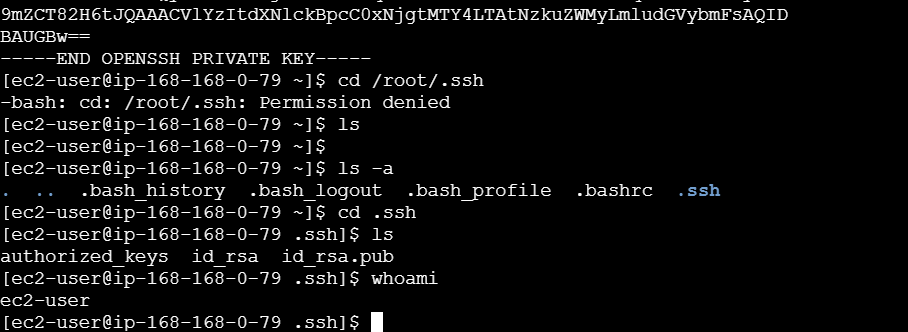 9mZCT82H6tJQAAACVlYzItdXNlckBpcC0xNjgtMTY4LTAtNzkuZWMyLmludGVybmFsAQID
BAUGBw==
-----END OPENSSH PRIVATE KEY-----
[ec2-user@ip-168-168-0-79 ~]$ cd /root/.ssh
-bash: cd: /root/.ssh: Permission denied
[ec2-user@ip-168-168-0-79 ~]$ ls
[ec2-user@ip-168-168-0-79 ~]$
[ec2-user@ip-168-168-0-79 ~]$ ls -a
.  ..  .bash_history  .bash_logout  .bash_profile  .bashrc  .ssh
[ec2-user@ip-168-168-0-79 ~]$ cd .ssh
[ec2-user@ip-168-168-0-79 .ssh]$ ls
authorized_keys  id_rsa  id_rsa.pub
[ec2-user@ip-168-168-0-79 .ssh]$ whoami
ec2-user
[ec2-user@ip-168-168-0-79 .ssh]$